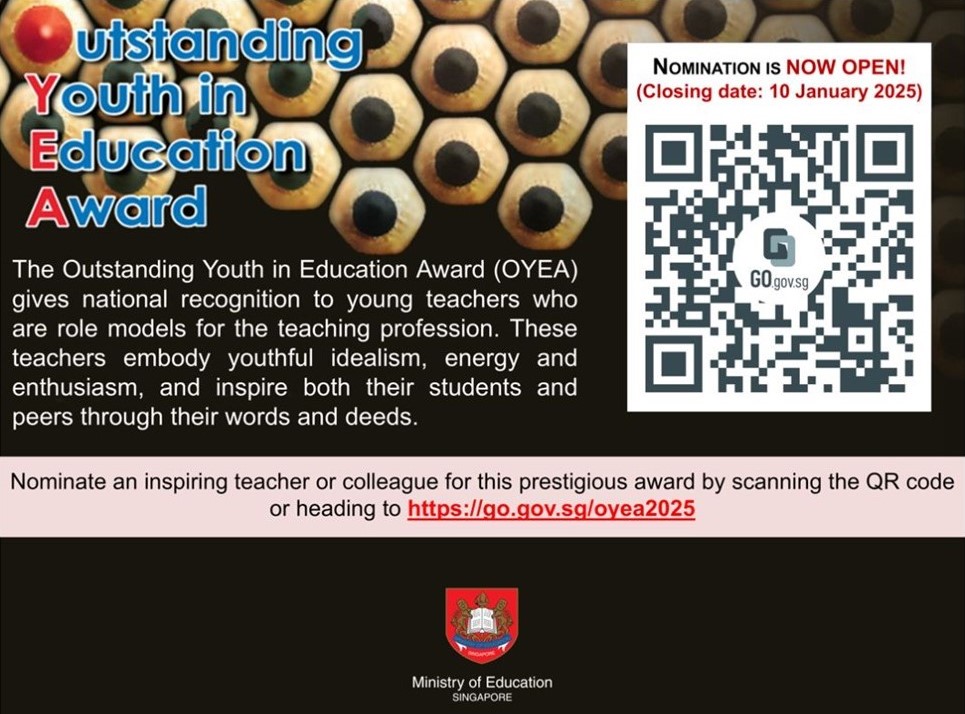 Outstanding
Youth in
Education
Award
NOMINATION IS NOW OPEN!
(Closing date: 10 January 2025)
GO.gov.sg
The Outstanding Youth in Education Award (OYEA)
gives national recognition to young teachers who
are role models for the teaching profession. These
teachers embody youthful idealism, energy and
enthusiasm, and inspire both their students and
peers through their words and deeds.
Nominate an inspiring teacher or colleague for this prestigious award by scanning the QR code
or heading to https://go.gov.sg/oyea2025
SINGAPORE
Ministry of Education
SINGAPORE